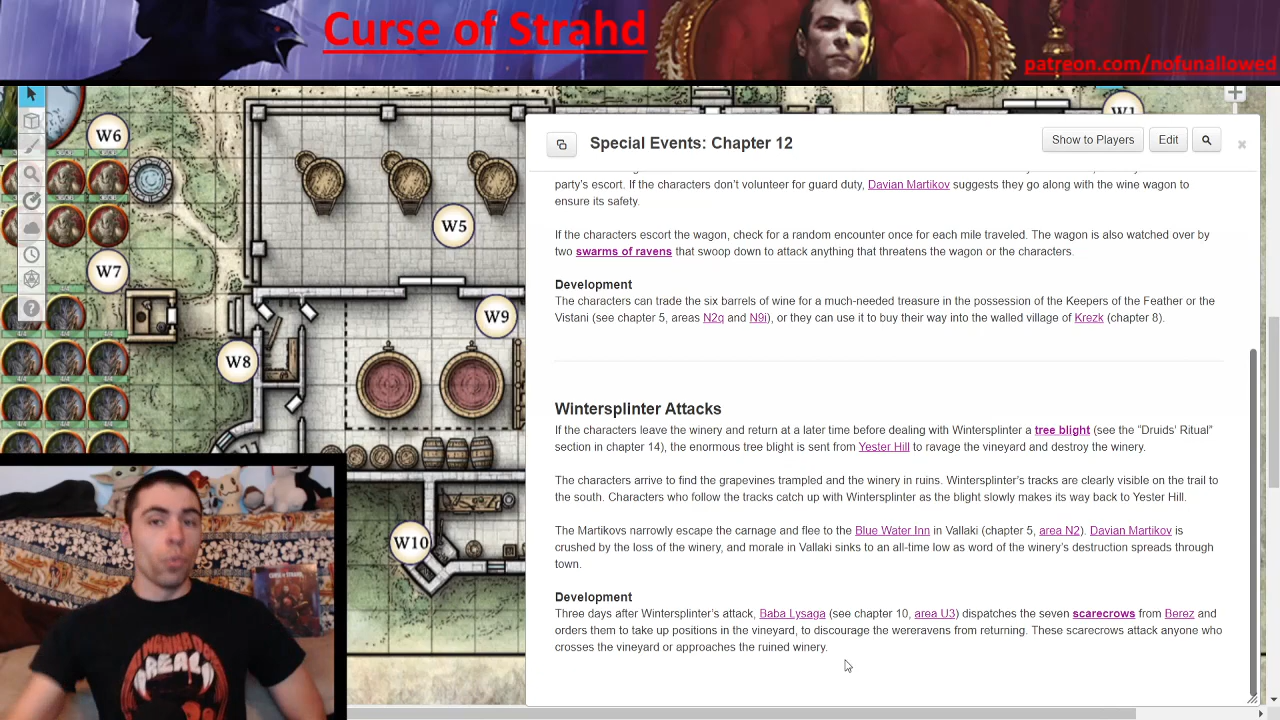 Curse of Strahd
patreon.com/nofunallowed
W6
W1
W5
W7
W9
W8
W10
Special Events: Chapter 12
Show to Players
Edit
party's escort. If the characters don't volunteer for guard duty, Davian Martikov suggests they go along with the wine wagon to
ensure its safety.
If the characters escort the wagon, check for a random encounter once for each mile traveled. The wagon is also watched over by
two swarms of ravens that swoop down to attack anything that threatens the wagon or the characters.
Development
The characters can trade the six barrels of wine for a much-needed treasure in the possession of the Keepers of the Feather or the
Vistani (see chapter 5, areas N2q and N9i), or they can use it to buy their way into the walled village of Krezk (chapter 8).
Wintersplinter Attacks
If the characters leave the winery and return at a later time before dealing with Wintersplinter a tree blight (see the "Druids' Ritual"
section in chapter 14), the enormous tree blight is sent from Yester Hill to ravage the vineyard and destroy the winery.
The characters arrive to find the grapevines trampled and the winery in ruins. Wintersplinter's tracks are clearly visible on the trail to
the south. Characters who follow the tracks catch up with Wintersplinter as the blight slowly makes its way back to Yester Hill.
The Martikovs narrowly escape the carnage and flee to the Blue Water Inn in Vallaki (chapter 5, area N2). Davian Martikov is
crushed by the loss of the winery, and morale in Vallaki sinks to an all-time low as word of the winery's destruction spreads through
town.
Development
Three days after Wintersplinter's attack, Baba Lysaga (see chapter 10, area U3) dispatches the seven scarecrows from Berez and
orders them to take up positions in the vineyard, to discourage the wereravens from returning. These scarecrows attack anyone who
crosses the vineyard or approaches the ruined winery.